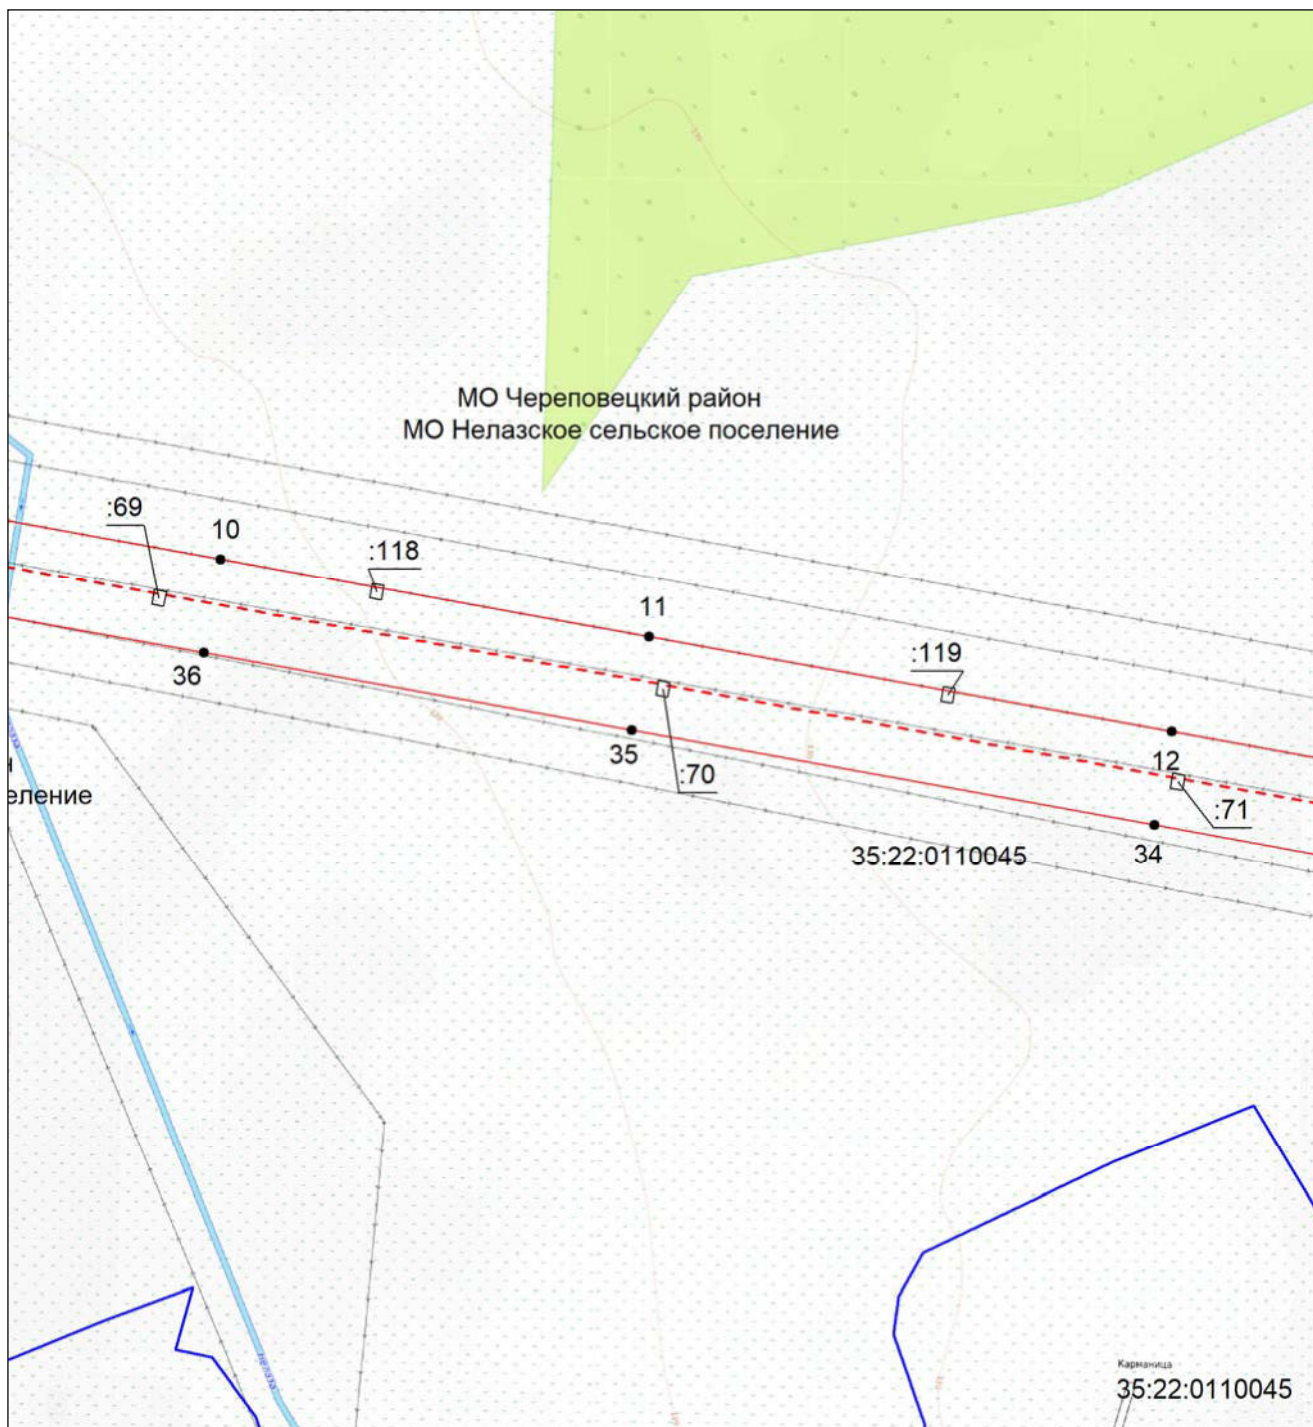 МО Череповецкий район
МО Нелазское сельское поселение
:69
10
:118
11
:119
36
35
12
:70
:71
еление
34
35:22:0110045
Нелаза
Карманица
35:22:0110045